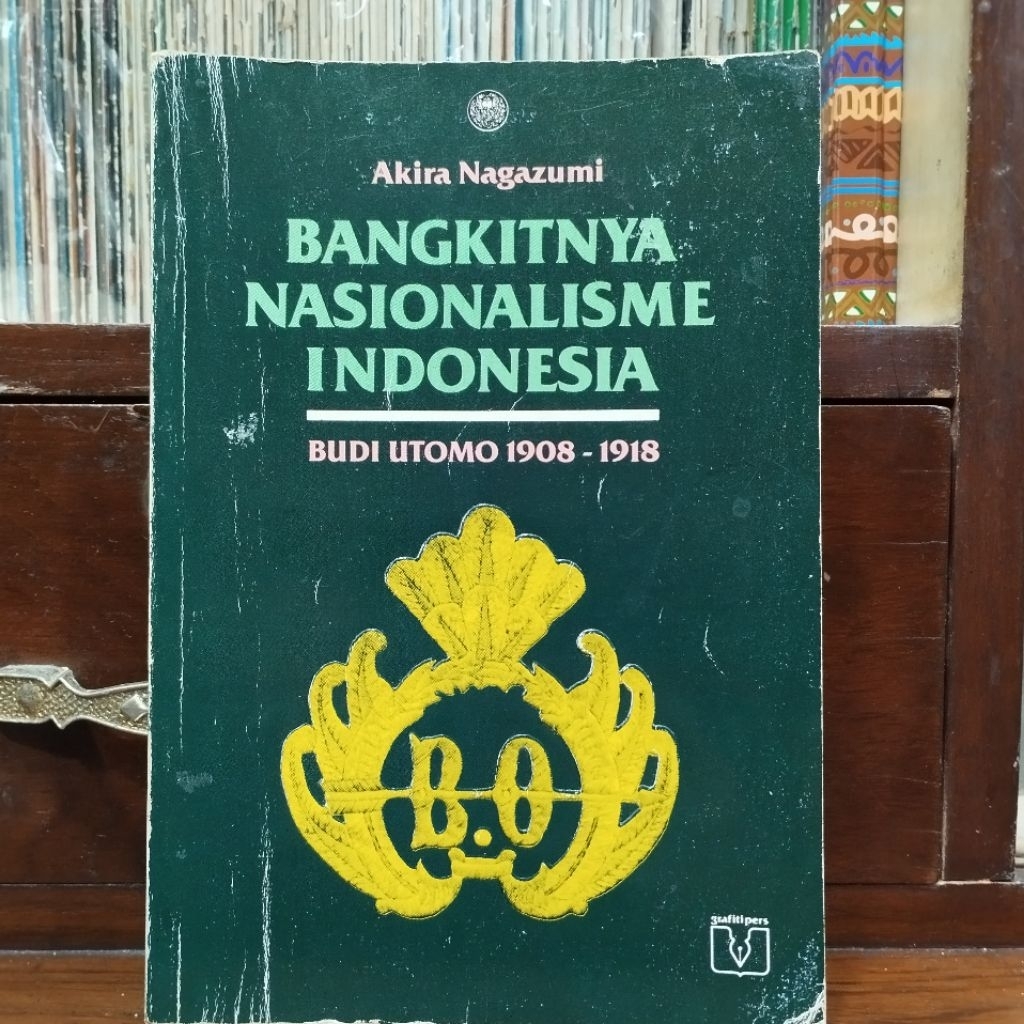 Akira Nagazumi
BANGKITNYA
NASIONALISME
INDONESIA
BUDI UTOMO 1908 - 1918
B.O
grafitipers